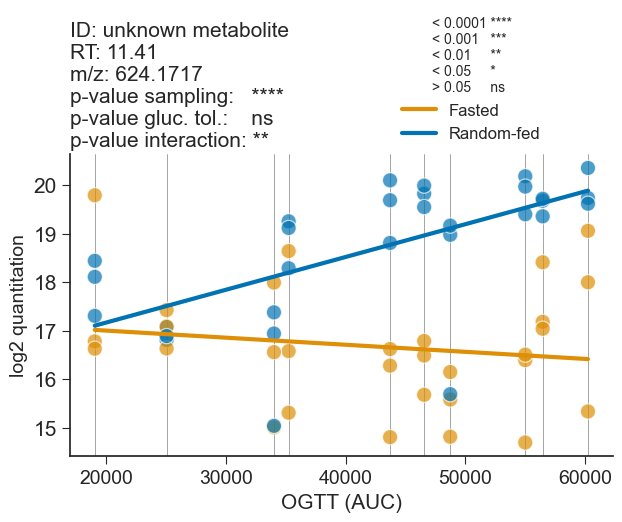 ID: unknown metabolite
RT: 11.41
m/z: 624.1717
p-value sampling: ****
p-value gluc. tol.: ns
p-value interaction: **
< 0.0001 ****
< 0.001 ***
< 0.01 **
< 0.05 *
> 0.05 ns
Fasted
Random-fed
log2 quantitation
20
19
18
17
16
15
20000 30000 40000 50000 60000
OGTT (AUC)